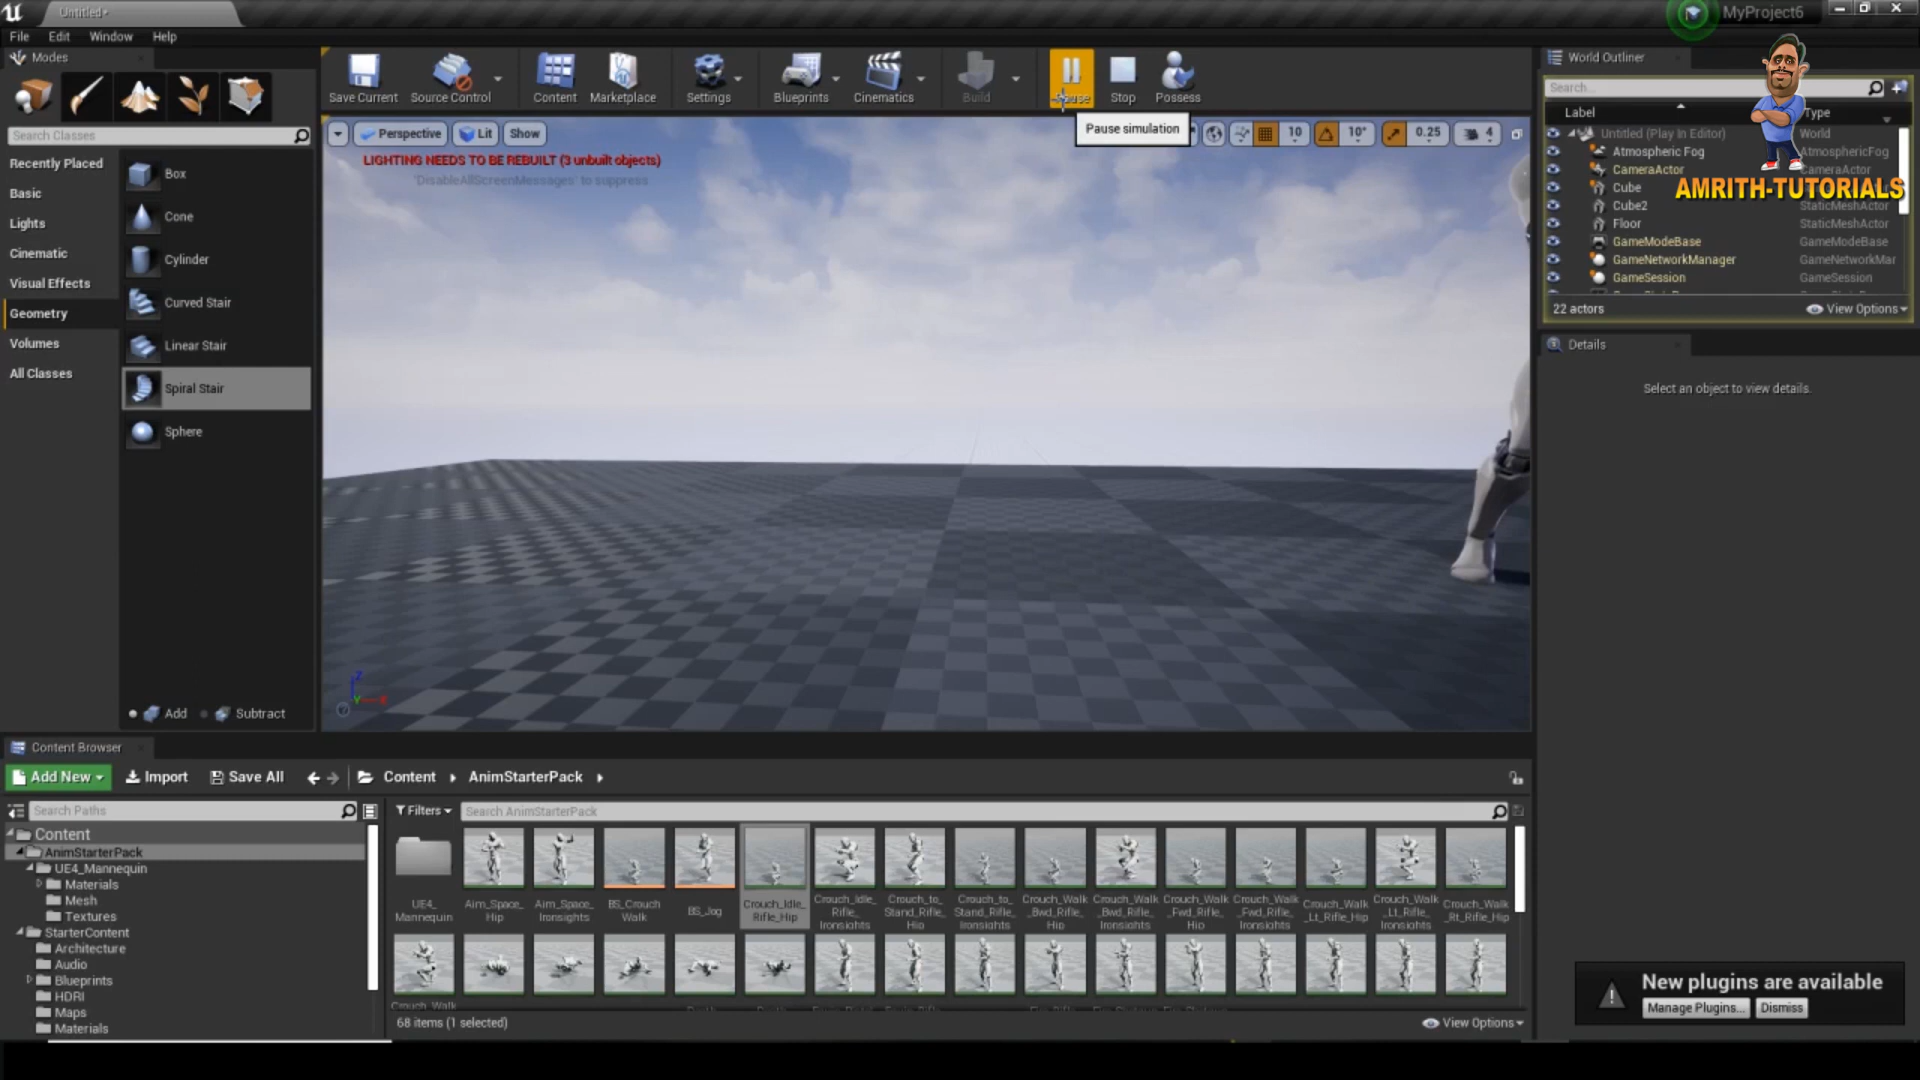 Untitled*
MyProject6
File Edit Window Help
Modes
Save Current
Source Control
Content
Marketplace
Settings
Blueprints
Cinematics
Build
Stop
Possess
Pause simulation
World Outliner
Search...
Label
Type
Untitled (Play In Editor) World
Atmospheric Fog AtmosphericFog
CameraActor CameraActor
Cube
Cube2 StaticMeshActor
Floor StaticMeshActor
GameModeBase GameModeBase
GameNetworkManager GameNetworkMar
GameSession GameSession
22 actors
View Options
AMRITH-TUTORIALS
Details
Select an object to view details.
Search Classes
Recently Placed
Basic
Lights
Cinematic
Visual Effects
Geometry
Volumes
All Classes
Box
Cone
Cylinder
Curved Stair
Linear Stair
Spiral Stair
Sphere
Add
Subtract
Perspective
Lit
Show
10
10°
0.25
4
LIGHTING NEEDS TO BE REBUILT (3 unbuilt objects)
'DisableAllScreenMessages' to suppress
Z
Content Browser
Add New
Import
Save All
Content
AnimStarterPack
Search Paths
Filters
Search AnimStarterPack
Content
AnimStarterPack
UE4_Mannequin
Materials
Mesh
Textures
StarterContent
Architecture
Audio
Blueprints
HDRI
Maps
Materials
UE4_
Mannequin
Aim_Space_
Hip
Aim_Space_
Ironsights
BS_Crouch
Walk
BS_Jog
Crouch_Idle_
Rifle_Hip
Crouch_Idle_
Rifle_
Ironsights
Crouch_to_
Stand_Rifle_
Hip
Crouch_to_
Stand_Rifle_
Ironsights
Crouch_Walk
_Bwd_Rifle_
Hip
Crouch_Walk
_Bwd_Rifle_
Ironsights
Crouch_Walk
_Fwd_Rifle_
Hip
Crouch_Walk
_Fwd_Rifle_
Ironsights
Crouch_Walk
_Lt_Rifle_Hip
Crouch_Walk
_Lt_Rifle_
Ironsights
Crouch_Walk
_Rt_Rifle_Hip
Crouch_Walk
68 items (1 selected)
View Options
New plugins are available
Manage Plugins...
Dismiss